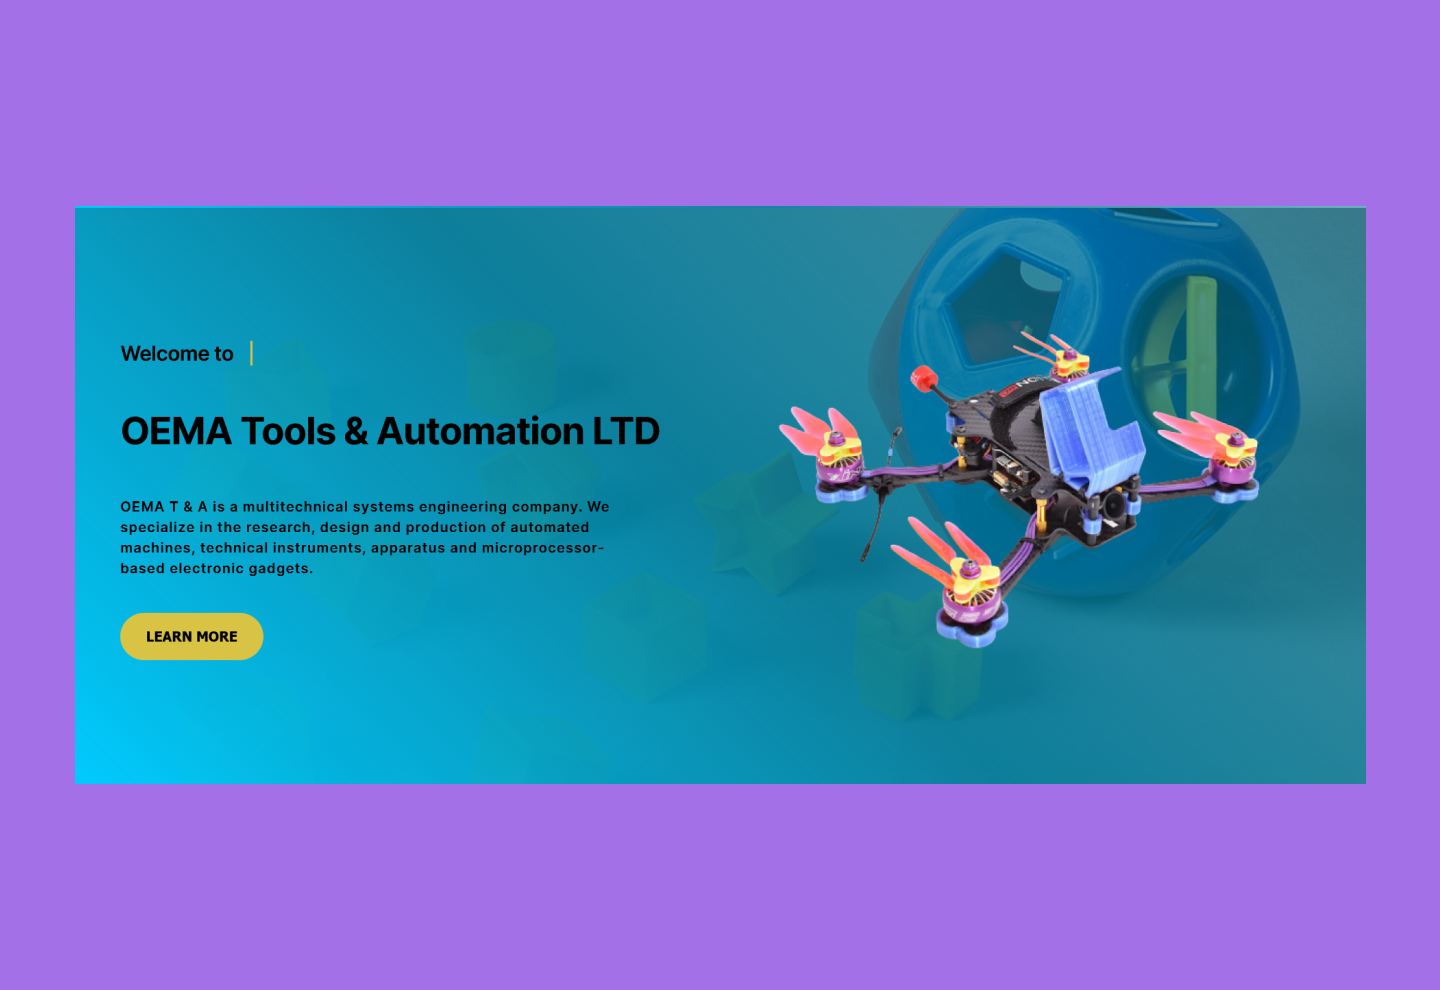 Welcome to
OEMA Tools & Automation LTD
OEMA T & A is a multitechnical systems engineering company. We
specialize in the research, design and production of automated
machines, technical instruments, apparatus and microprocessor-
based electronic gadgets.
LEARN MORE